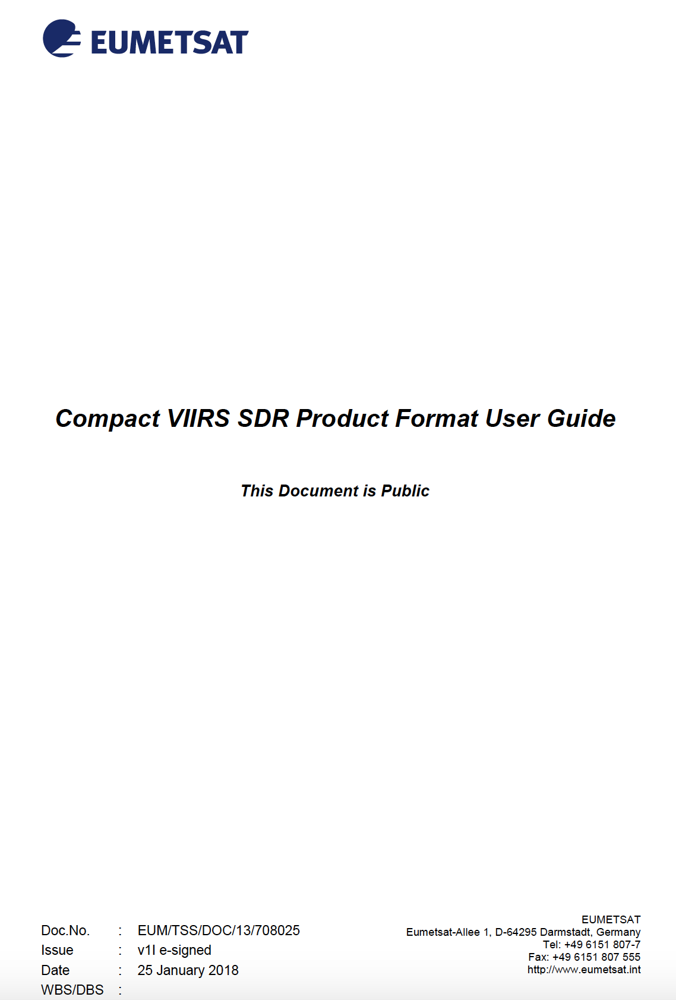 EUMETSAT
Compact VIIRS SDR Product Format User Guide
This Document is Public
Doc.No. : EUM/TSS/DOC/13/708025
Issue : v1I e-signed
Date : 25 January 2018
WBS/DBS :
EUMETSAT
Eumetsat-Allee 1, D-64295 Darmstadt, Germany
Tel: +49 6151 807-7
Fax: +49 6151 807 555
http://www.eumetsat.int